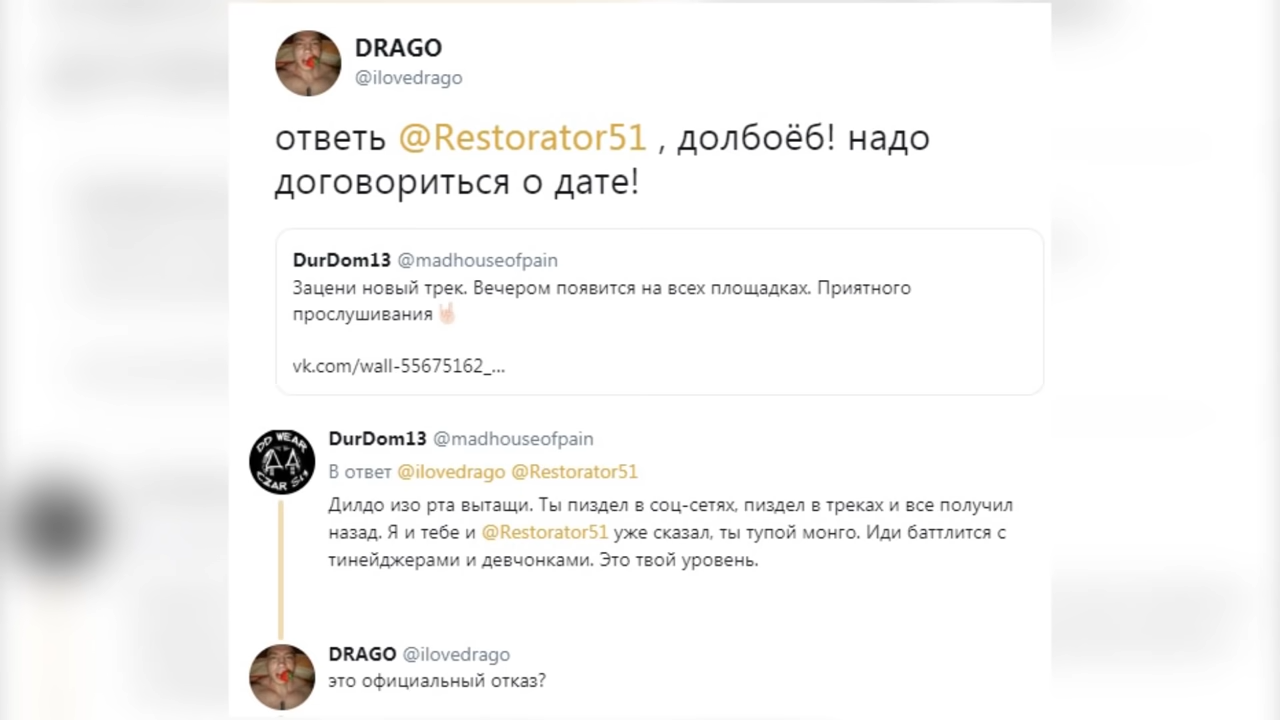 DRAGO
@ilovedrago
ответь @Restorator51 , долбоёб! надо
договориться о дате!
DurDom13 @madhouseofpain
Зацени новый трек. Вечером появится на всех площадках. Приятного
прослушивания🤘🏻
vk.com/wall-55675162_...
DD WEAR
CZAR
DurDom13 @madhouseofpain
В ответ @ilovedrago @Restorator51
Дилдо изо рта вытащи. Ты пиздел в соц-сетях, пиздел в треках и все получил
назад. Я и тебе и @Restorator51 уже сказал, ты тупой монго. Иди баттлится с
тинейджерами и девчонками. Это твой уровень.
DRAGO @ilovedrago
это официальный отказ?